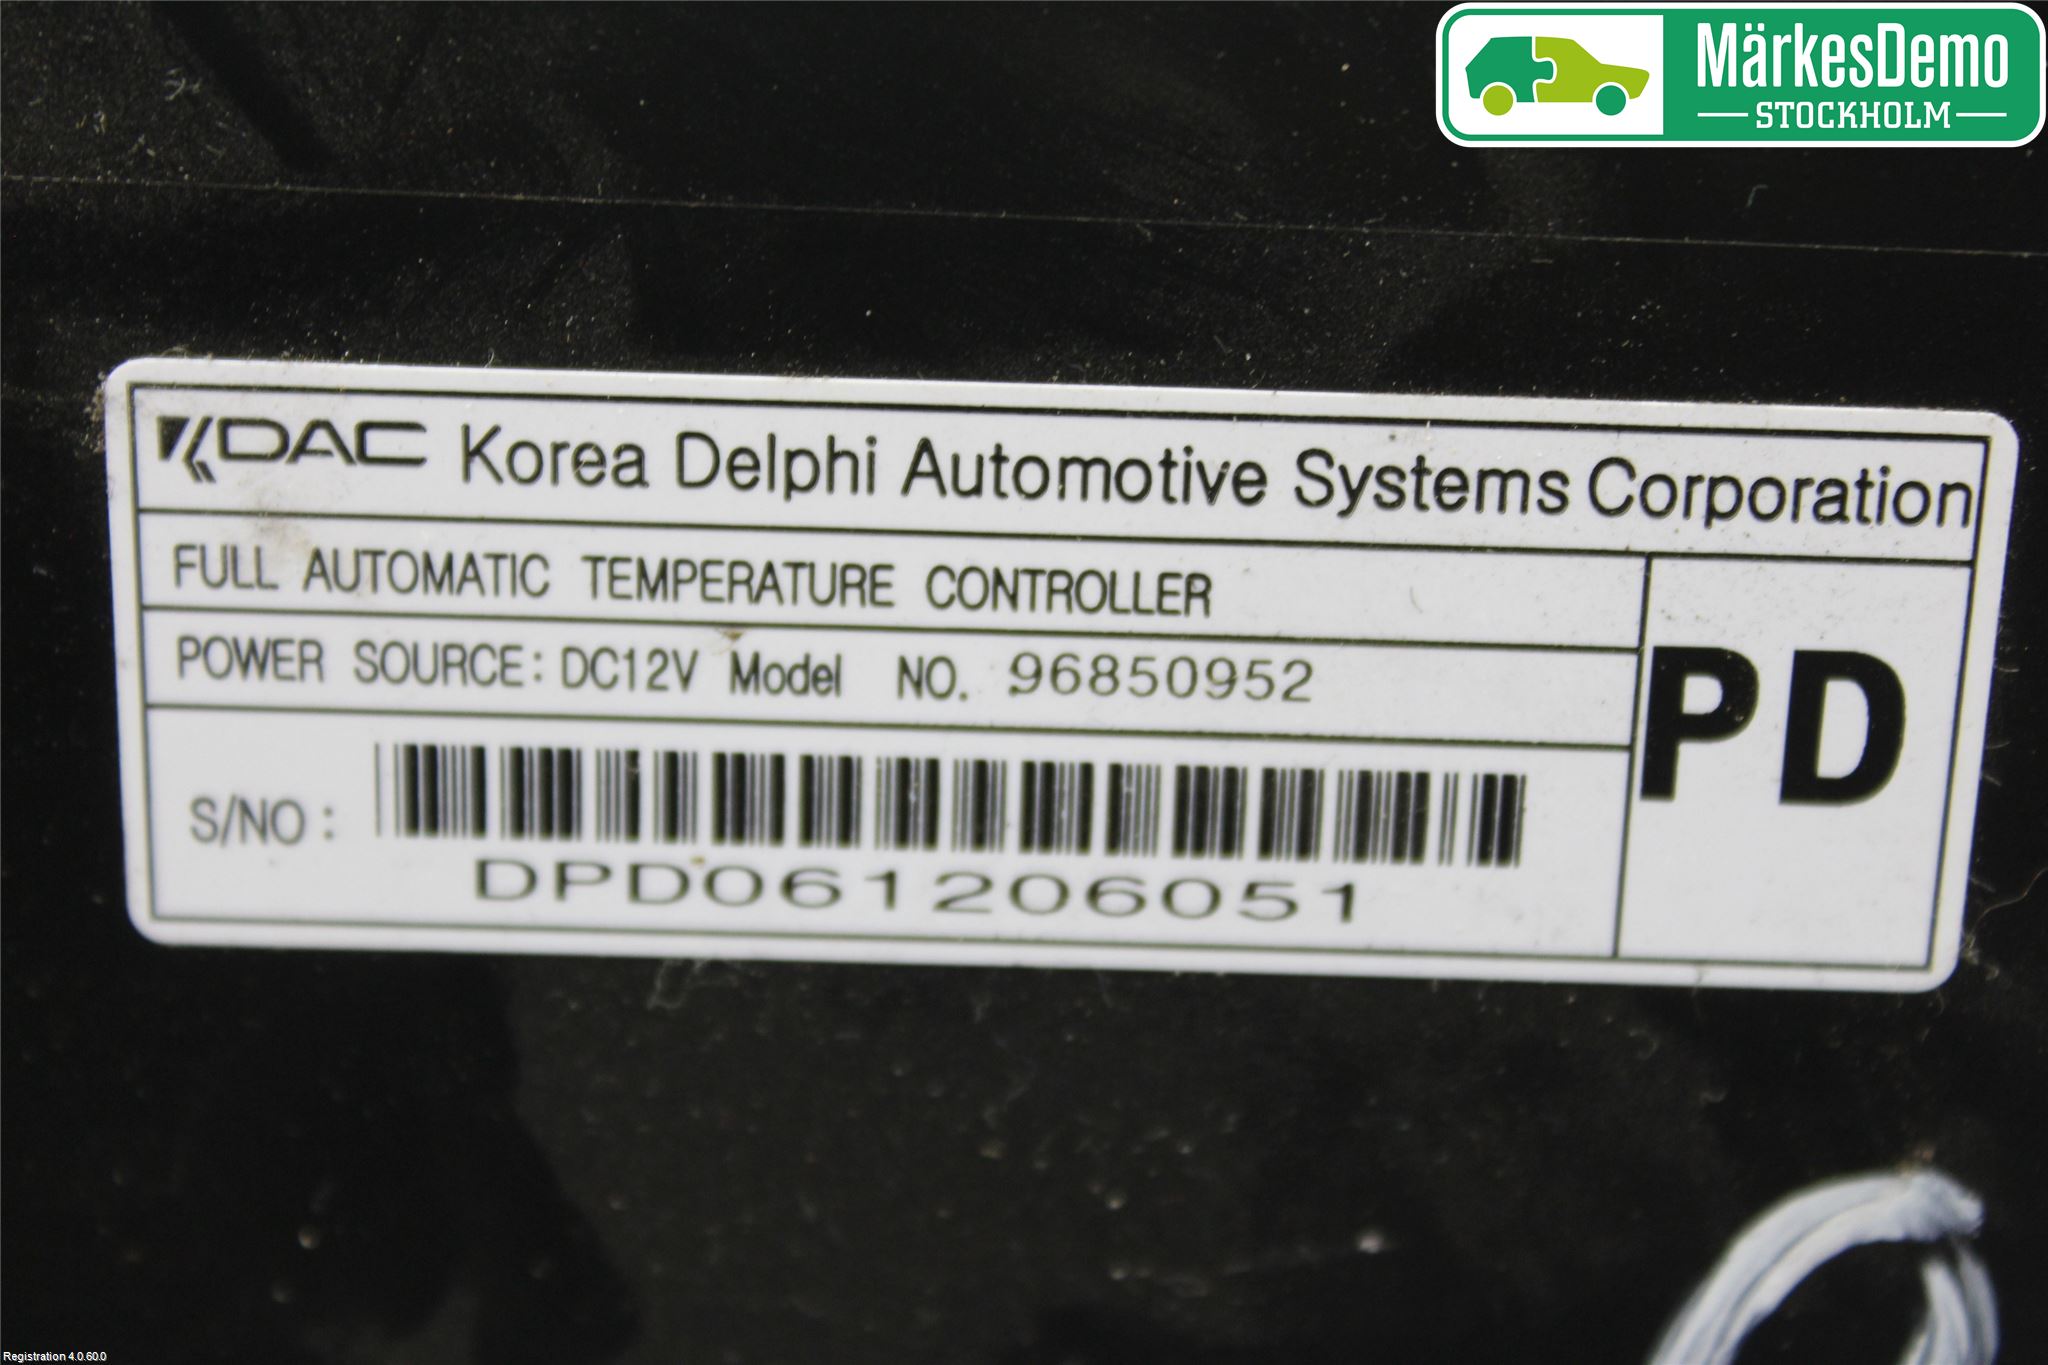 MärkesDemo
STOCKHOLM
KDAC Korea Delphi Automotive Systems Corporation
FULL AUTOMATIC TEMPERATURE CONTROLLER
POWER SOURCE: DC12V Model NO. 96850952
PD
S/NO :
DPD061206051
Registration 4.0.60.0